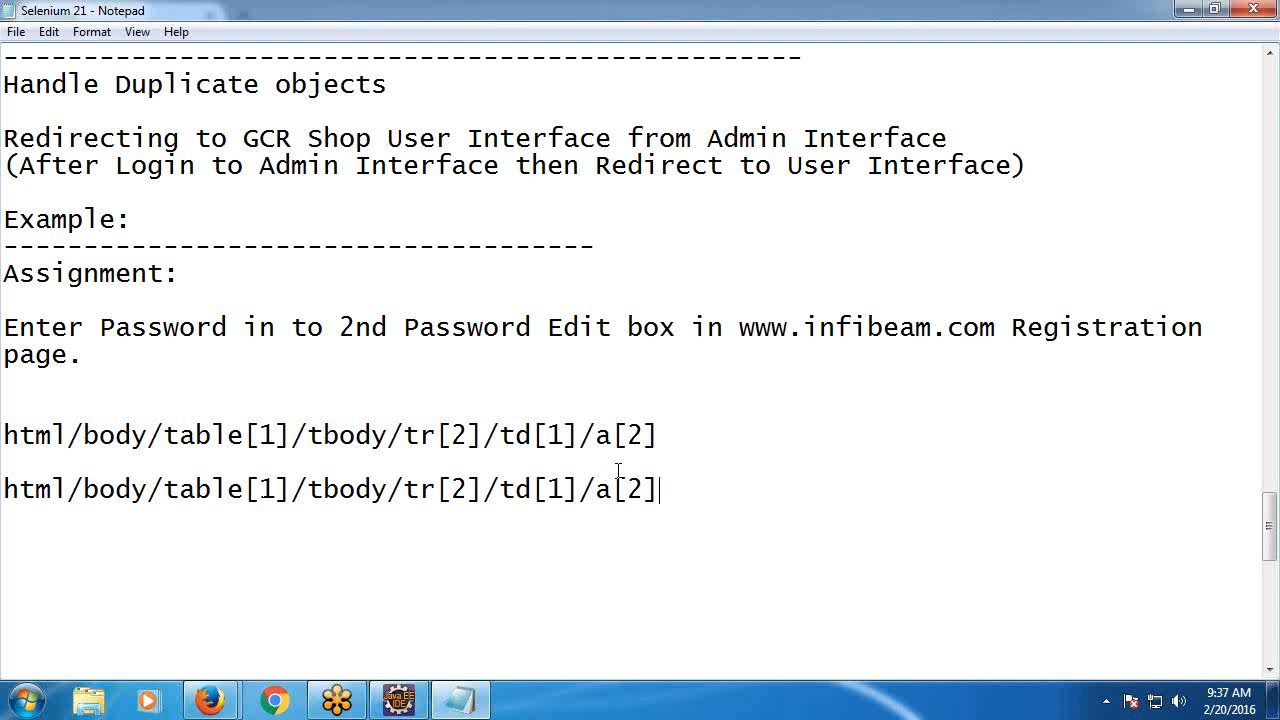 Selenium 21 - Notepad
File Edit Format View Help
--------------------------------------------------
Handle Duplicate objects
Redirecting to GCR Shop User Interface from Admin Interface
(After Login to Admin Interface then Redirect to User Interface)
Example:
-------------------------------------
Assignment:
Enter Password in to 2nd Password Edit box in www.infibeam.com Registration
page.
html/body/table[1]/tbody/tr[2]/td[1]/a[2]
html/body/table[1]/tbody/tr[2]/td[1]/a[2]
Java EE
IDE
9:37 AM
2/20/2016